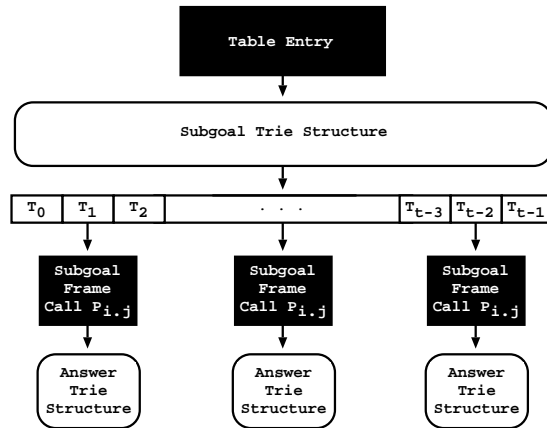 Table Entry
Subgoal Trie Structure
T0 T1 T2 . . . Tt-3 Tt-2 Tt-1
Subgoal Frame Call Pi.j
Subgoal Frame Call Pi.j
Subgoal Frame Call Pi.j
Answer Trie Structure
Answer Trie Structure
Answer Trie Structure